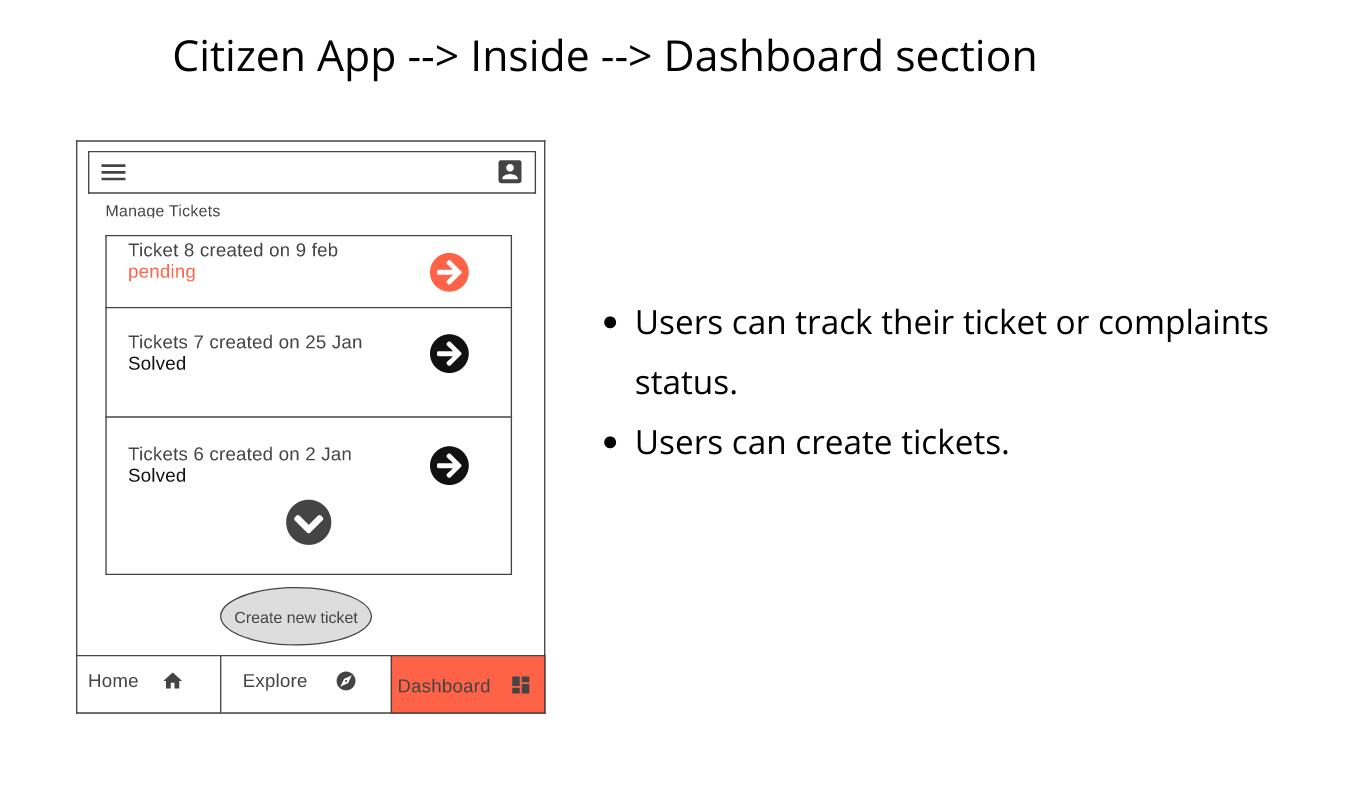 Citizen App --> Inside --> Dashboard section
Manage Tickets
Ticket 8 created on 9 feb
pending
Tickets 7 created on 25 Jan
Solved
Tickets 6 created on 2 Jan
Solved
Create new ticket
Home
Explore
Dashboard
Users can track their ticket or complaints
status.
Users can create tickets.